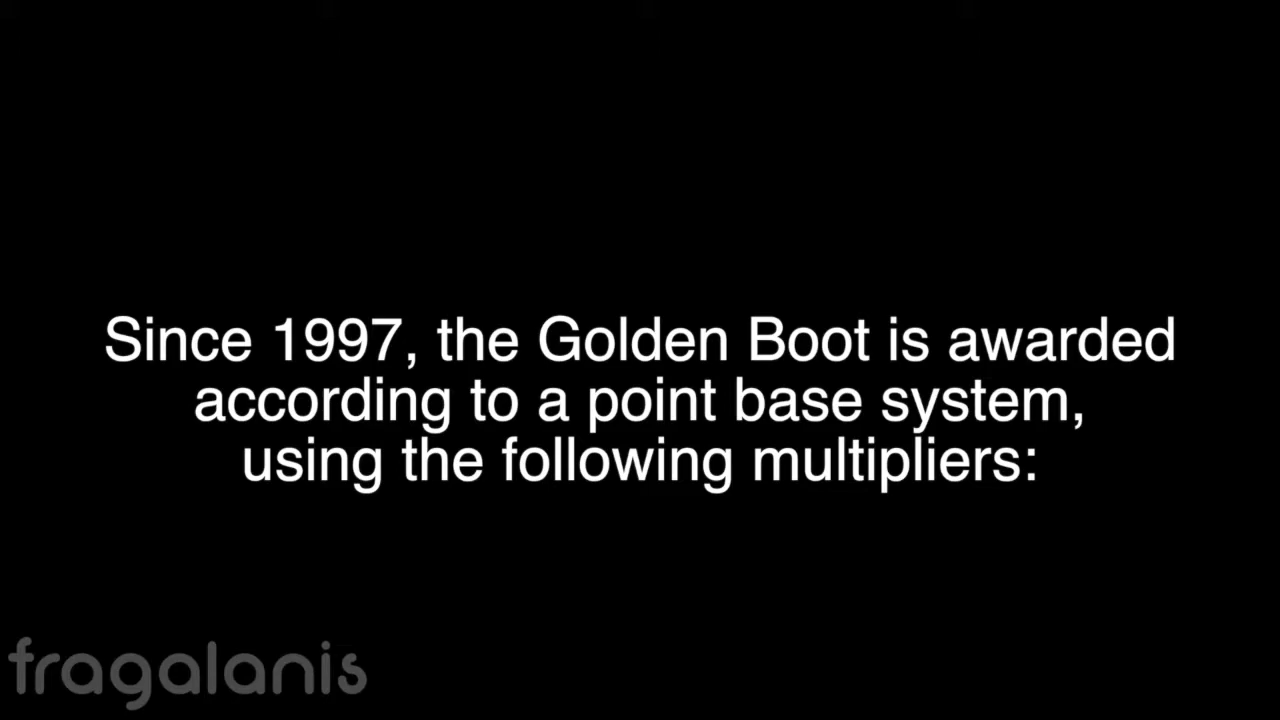 Since 1997, the Golden Boot is awarded
according to a point base system,
using the following multipliers:
fragalanis